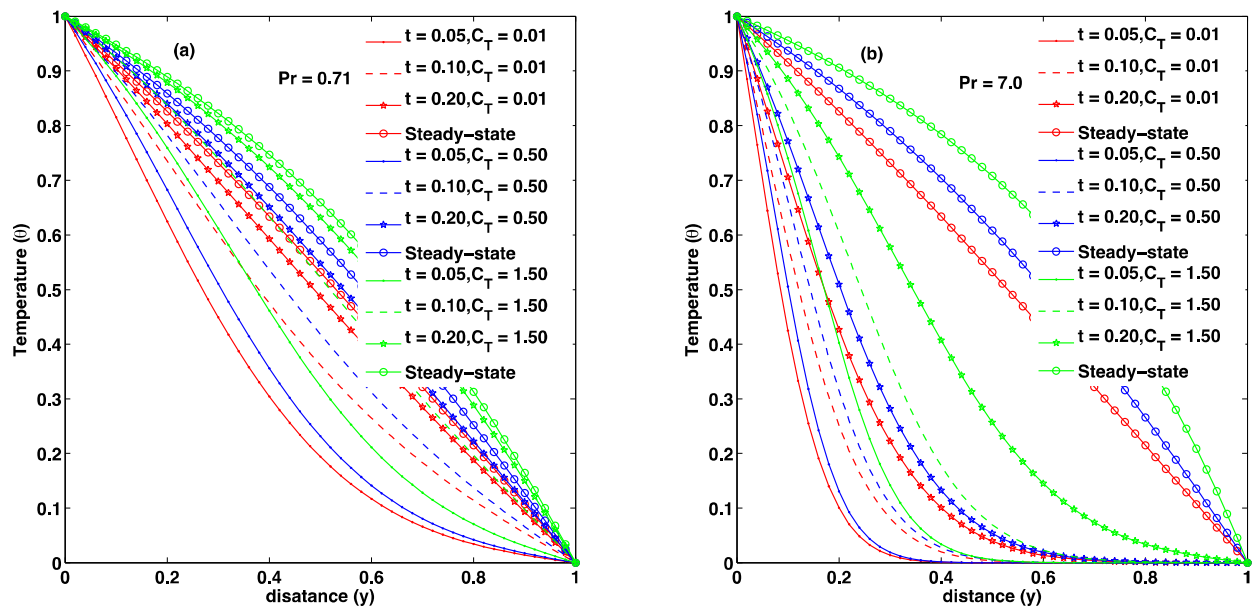 1
0.9
0.8
0.7
0.6
0.5
0.4
0.3
0.2
0.1
0
Temperature (θ)
(a)
Pr = 0.71
t = 0.05,C_T = 0.01
t = 0.10,C_T = 0.01
t = 0.20,C_T = 0.01
Steady−state
t = 0.05,C_T = 0.50
t = 0.10,C_T = 0.50
t = 0.20,C_T = 0.50
Steady−state
t = 0.05,C_T = 1.50
t = 0.10,C_T = 1.50
t = 0.20,C_T = 1.50
Steady−state
0 0.2 0.4 0.6 0.8 1
disatance (y)
1
0.9
0.8
0.7
0.6
0.5
0.4
0.3
0.2
0.1
0
Temperature (θ)
(b)
Pr = 7.0
t = 0.05,C_T = 0.01
t = 0.10,C_T = 0.01
t = 0.20,C_T = 0.01
Steady−state
t = 0.05,C_T = 0.50
t = 0.10,C_T = 0.50
t = 0.20,C_T = 0.50
Steady−state
t = 0.05,C_T = 1.50
t = 0.10,C_T = 1.50
t = 0.20,C_T = 1.50
Steady−state
0 0.2 0.4 0.6 0.8 1
distance (y)